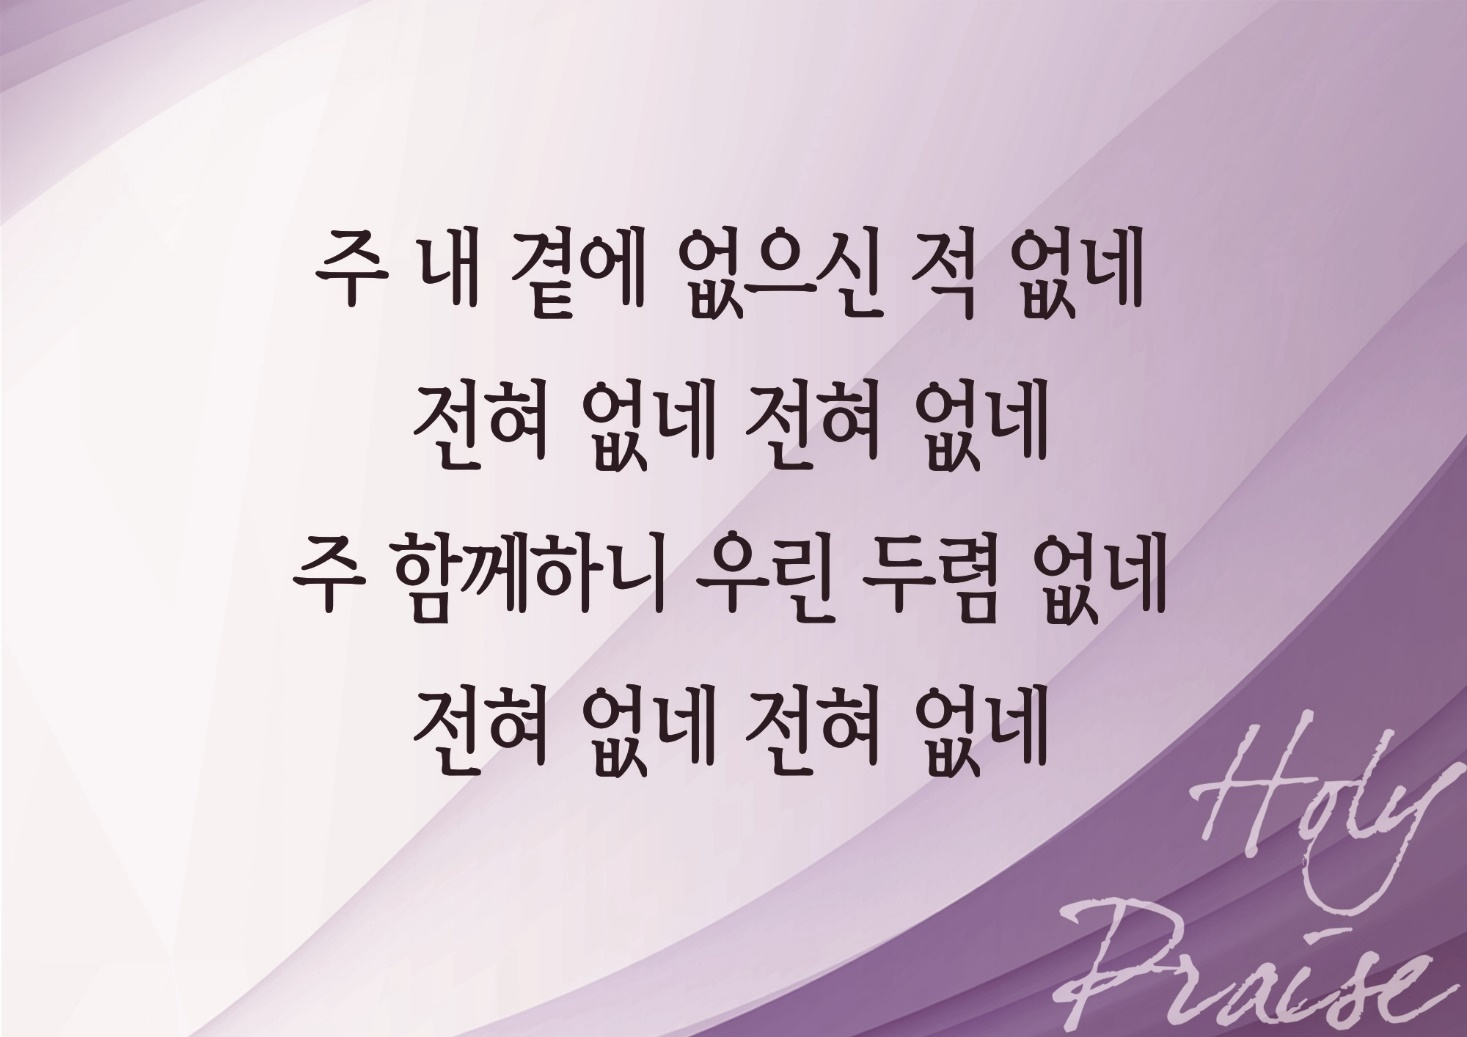 주 내 곁에 없으신 적 없네
전혀 없네 전혀 없네
주 함께하니 우린 두렴 없네
전혀 없네 전혀 없네
Holy
Praise